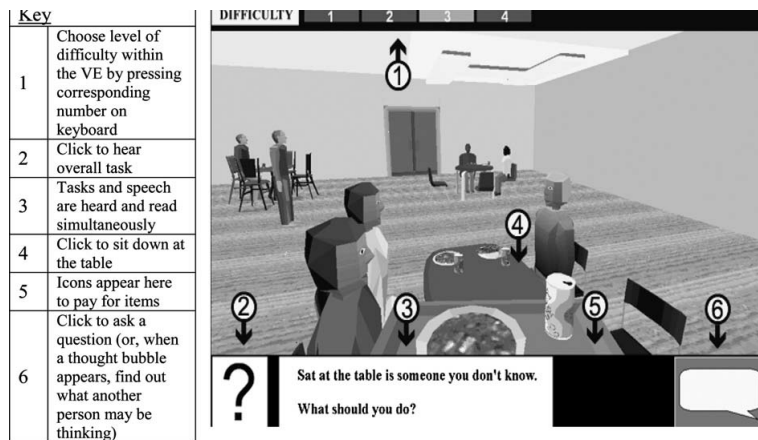 Key
1
Choose level of
difficulty within
the VE by pressing
corresponding
number on
keyboard
2
Click to hear
overall task
3
Tasks and speech
are heard and read
simultaneously
4
Click to sit down at
the table
5
Icons appear here
to pay for items
6
Click to ask a
question (or, when
a thought bubble
appears, find out
what another
person may be
thinking)
DIFFICULTY 1 2 3 4
1
4
2
3
5
6
?
Sat at the table is someone you don't know.
What should you do?